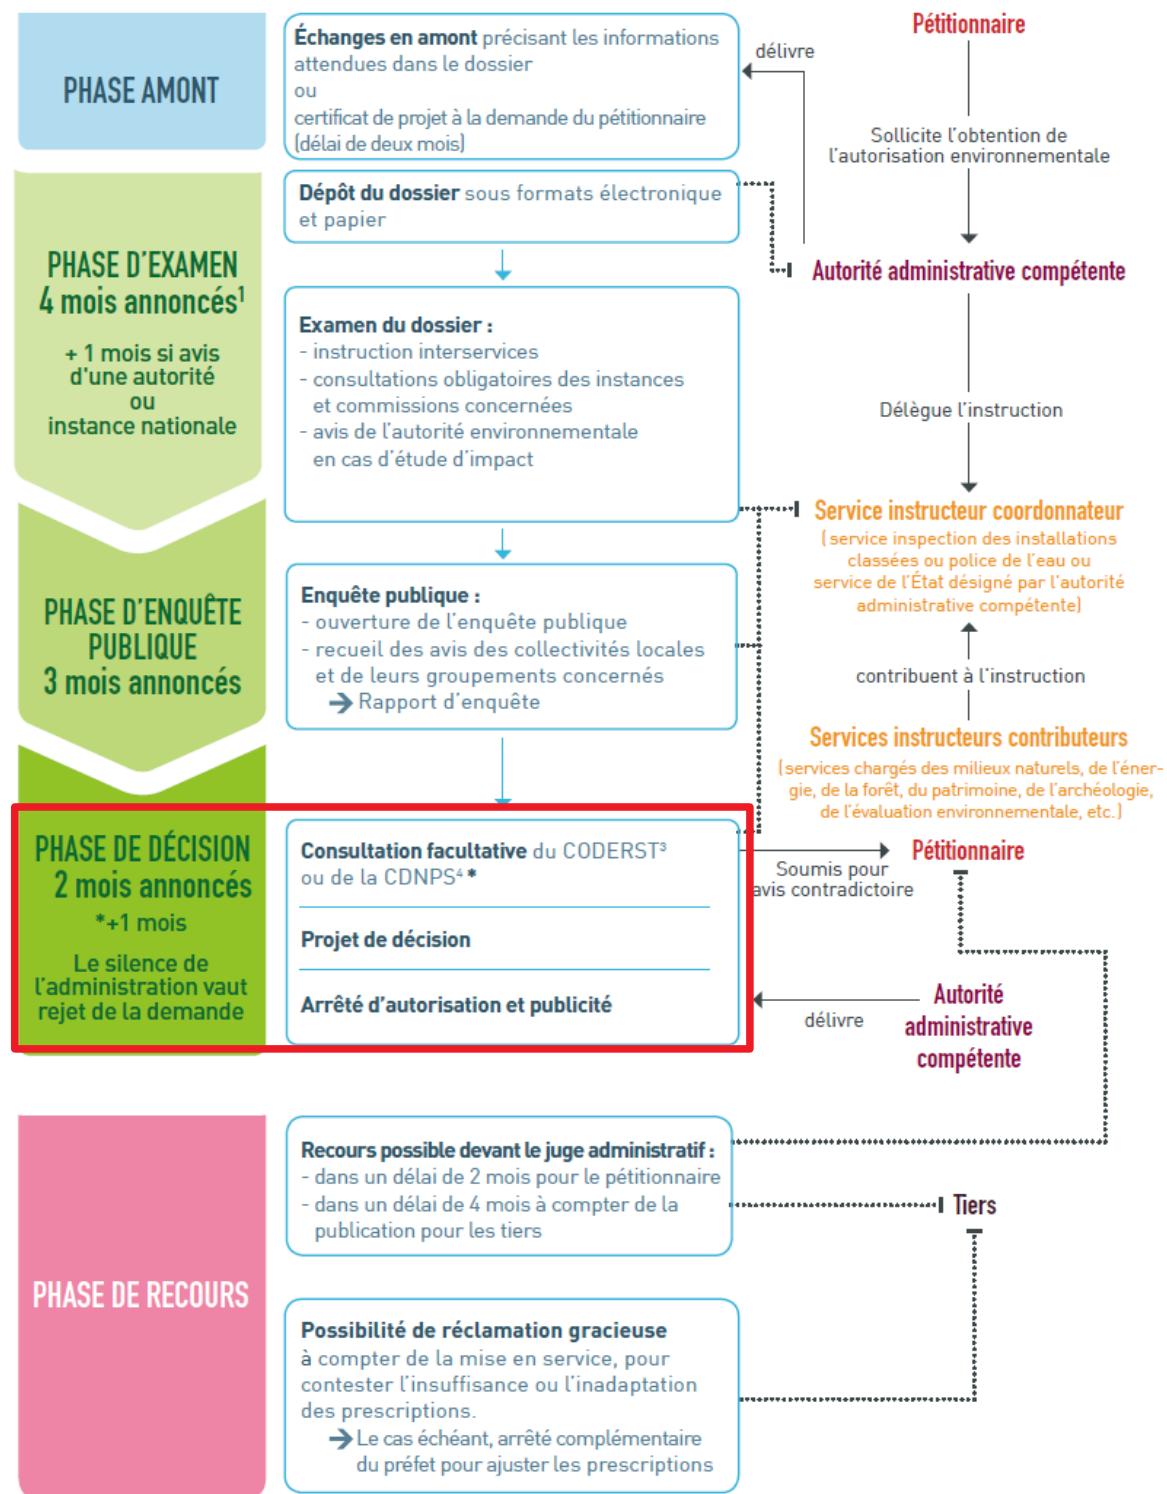 PHASE AMONT
Échanges en amont précisant les informations
attendues dans le dossier
ou
certificat de projet à la demande du pétitionnaire
(délai de deux mois)
délivre
Pétitionnaire
Sollicite l'obtention de
l'autorisation environnementale
PHASE D'EXAMEN
4 mois annoncés¹
+ 1 mois si avis
d'une autorité
ou
instance nationale
Dépôt du dossier sous formats électronique
et papier
Autorité administrative compétente
Examen du dossier :
- instruction interservices
- consultations obligatoires des instances
et commissions concernées
- avis de l'autorité environnementale
en cas d'étude d'impact
Délègue l'instruction
Service instructeur coordonnateur
(service inspection des installations
classées ou police de l'eau ou
service de l'État désigné par l'autorité
administrative compétente)
PHASE D'ENQUÊTE
PUBLIQUE
3 mois annoncés
Enquête publique :
- ouverture de l'enquête publique
- recueil des avis des collectivités locales
et de leurs groupements concernés
→ Rapport d'enquête
contribuent à l'instruction
Services instructeurs contributeurs
(services chargés des milieux naturels, de l'éner-
gie, de la forêt, du patrimoine, de l'archéologie,
de l'évaluation environnementale, etc.)
PHASE DE DÉCISION
2 mois annoncés
*+1 mois
Le silence de
l'administration vaut
rejet de la demande
Consultation facultative du CODERST³
ou de la CDNPS⁴ *
Projet de décision
Arrêté d'autorisation et publicité
Soumis pour
avis contradictoire
Pétitionnaire
délivre
Autorité
administrative
compétente
PHASE DE RECOURS
Recours possible devant le juge administratif :
- dans un délai de 2 mois pour le pétitionnaire
- dans un délai de 4 mois à compter de la
publication pour les tiers
Tiers
Possibilité de réclamation gracieuse
à compter de la mise en service, pour
contester l'insuffisance ou l'inadaptation
des prescriptions.
→ Le cas échéant, arrêté complémentaire
du préfet pour ajuster les prescriptions